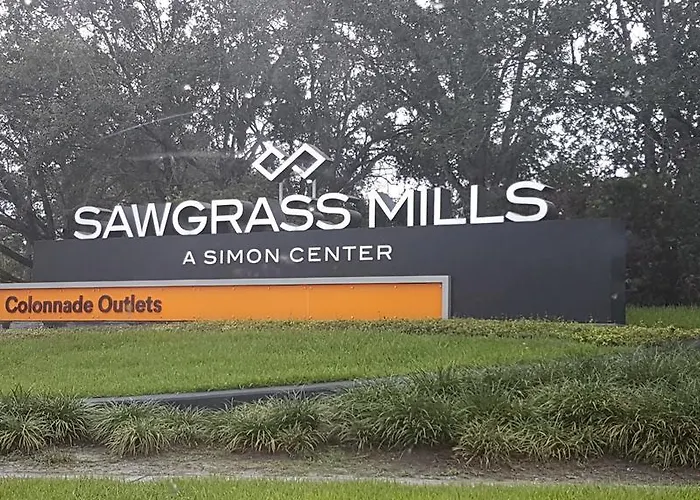 SAWGRASS MILLS
A SIMON CENTER
Colonnade Outlets